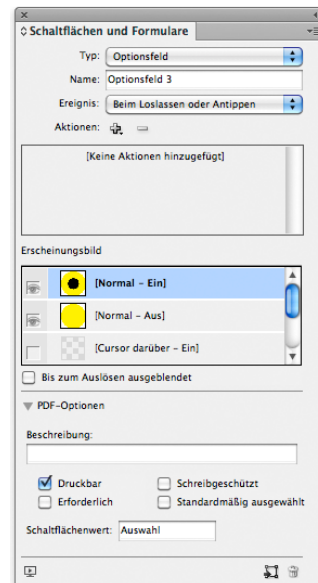 Schaltflächen und Formulare
Typ: Optionsfeld
Name: Optionsfeld 3
Ereignis: Beim Loslassen oder Antippen
Aktionen:
[Keine Aktionen hinzugefügt]
Erscheinungsbild
[Normal - Ein]
[Normal - Aus]
[Cursor darüber - Ein]
Bis zum Auslösen ausgeblendet
PDF-Optionen
Beschreibung:
Druckbar Schreibgeschützt
Erforderlich Standardmäßig ausgewählt
Schaltflächenwert: Auswahl